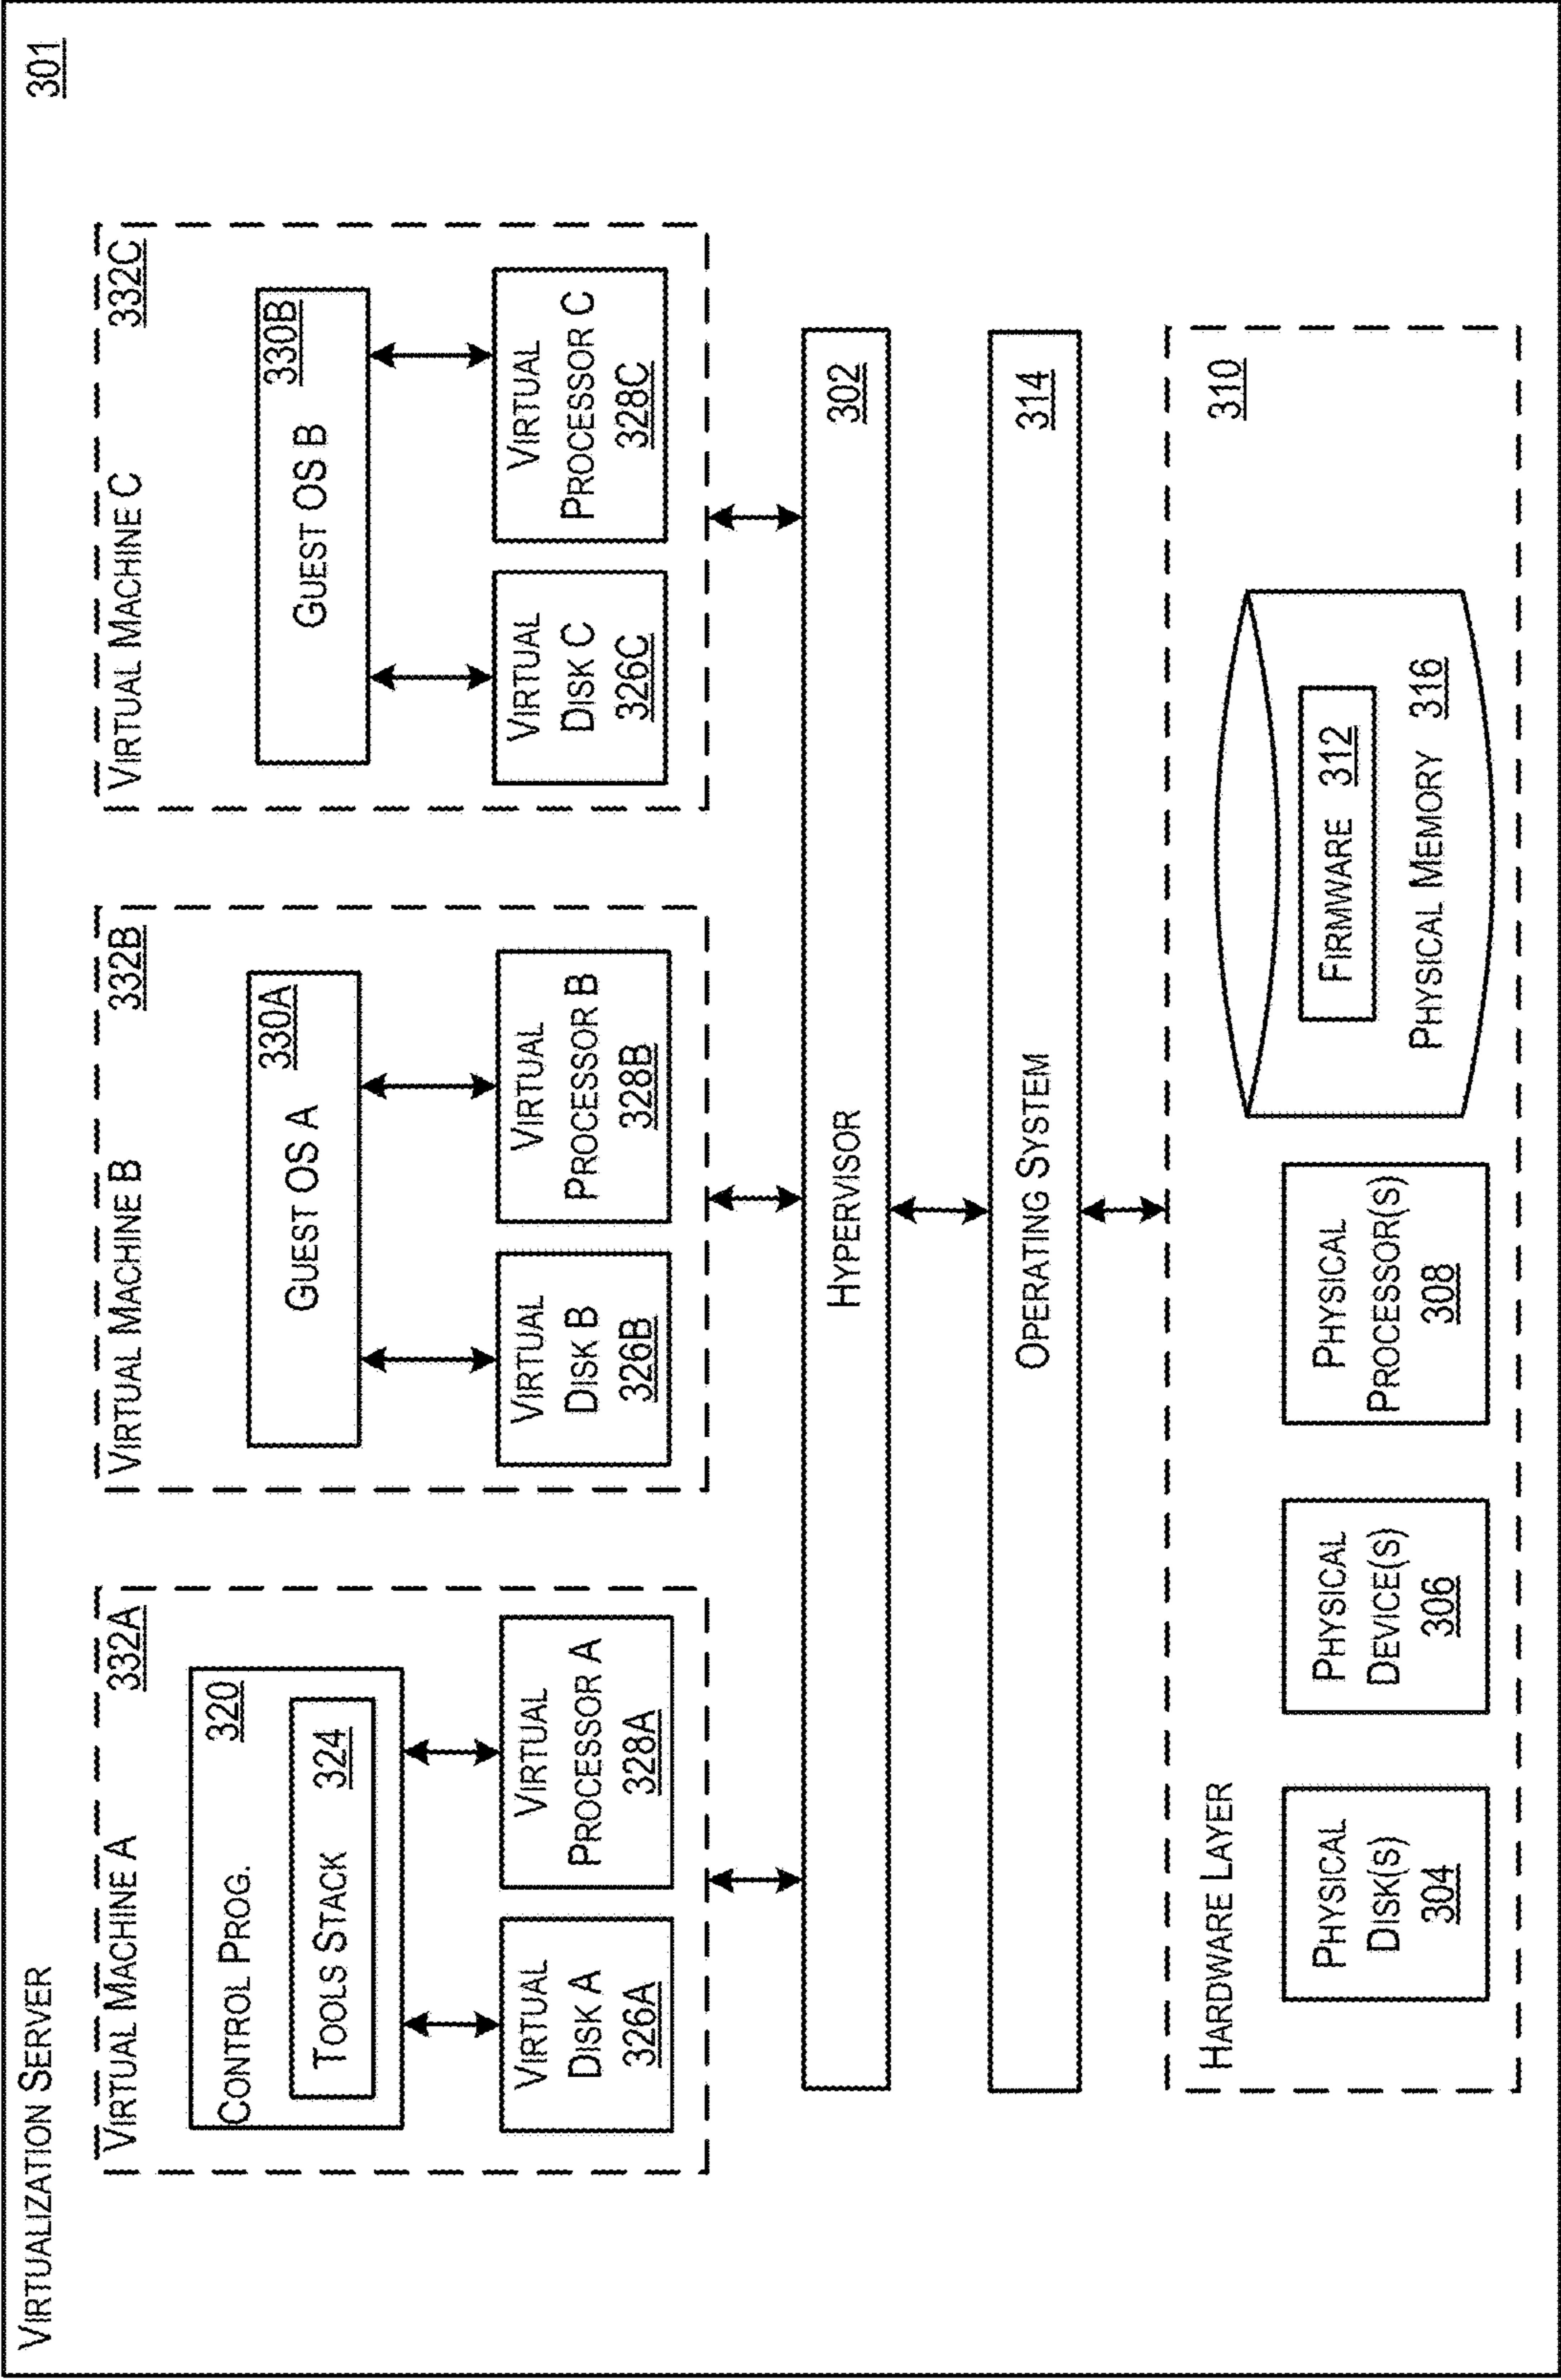 VIRTUALIZATION SERVER
301
VIRTUAL MACHINE A
332A
CONTROL PROG.
320
TOOLS STACK
324
VIRTUAL
DISK A
326A
VIRTUAL
PROCESSOR A
328A
VIRTUAL MACHINE B
332B
330A
GUEST OS A
VIRTUAL
DISK B
326B
VIRTUAL
PROCESSOR B
328B
VIRTUAL MACHINE C
332C
330B
GUEST OS B
VIRTUAL
DISK C
326C
VIRTUAL
PROCESSOR C
328C
HYPERVISOR
302
OPERATING SYSTEM
314
HARDWARE LAYER
310
PHYSICAL
DISK(S)
304
PHYSICAL
DEVICE(S)
306
PHYSICAL
PROCESSOR(S)
308
FIRMWARE 312
PHYSICAL MEMORY 316